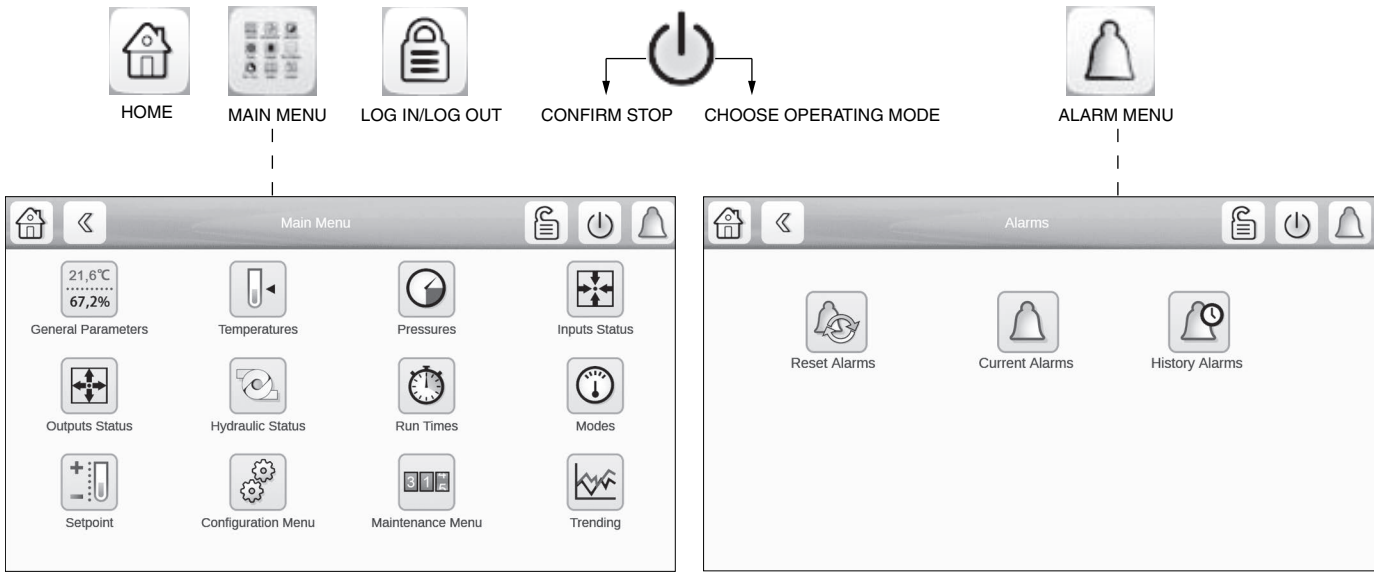 HOME MAIN MENU LOG IN/LOG OUT CONFIRM STOP CHOOSE OPERATING MODE ALARM MENU
Main Menu
21,6°C
67,2%
General Parameters Temperatures Pressures Inputs Status
Outputs Status Hydraulic Status Run Times Modes
3 1
Setpoint Configuration Menu Maintenance Menu Trending
Alarms
Reset Alarms Current Alarms History Alarms